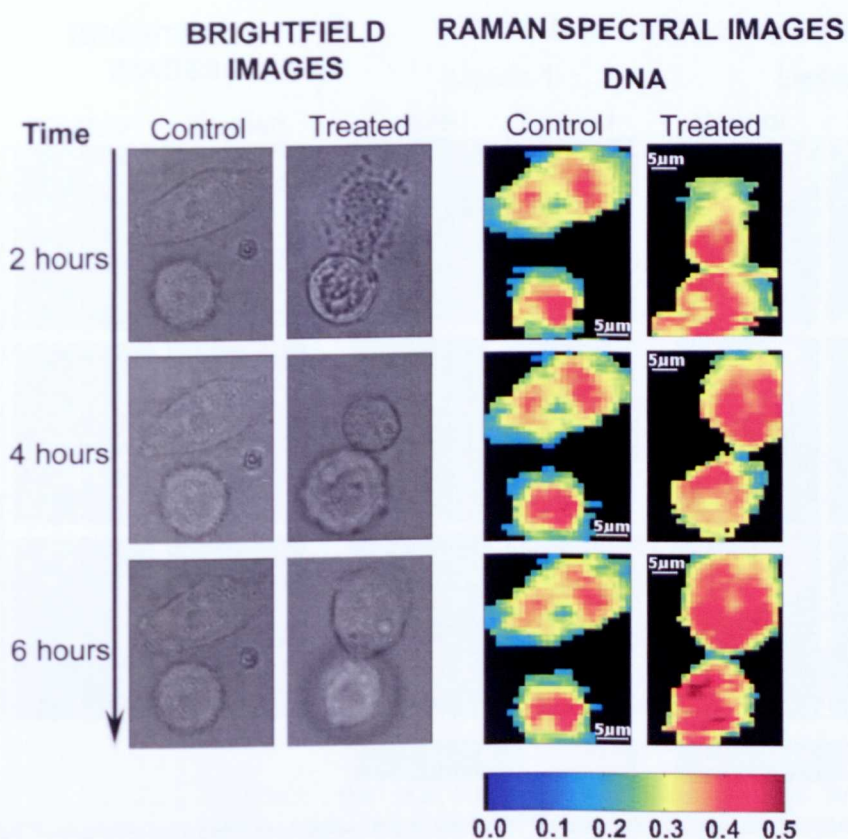 BRIGHTFIELD
IMAGES
RAMAN SPECTRAL IMAGES
DNA
Time
Control
Treated
Control
Treated
2 hours
5µm
5µm
4 hours
5µm
5µm
6 hours
5µm
5µm
0.0 0.1 0.2 0.3 0.4 0.5